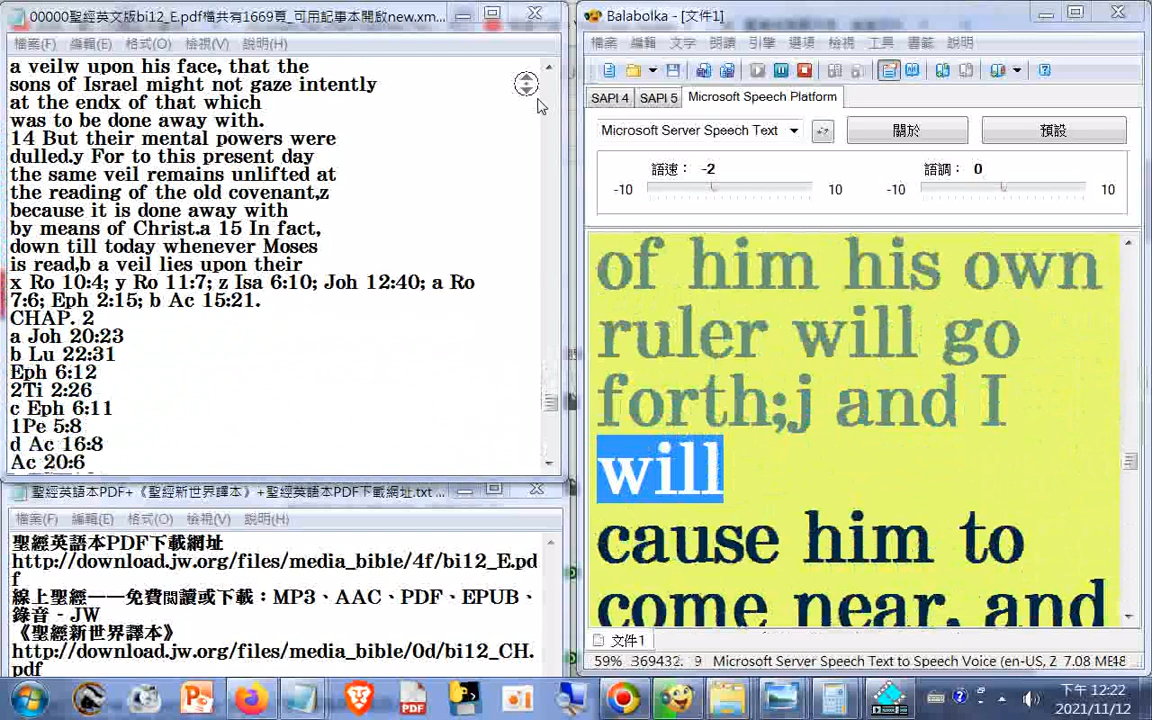 00000聖經英文版bi12_E.pdf檔共有1669頁_可用記事本開啟new.xm...
檔案(F) 編輯(E) 格式(O) 檢視(V) 說明(H)
a veilw upon his face, that the
sons of Israel might not gaze intently
at the endx of that which
was to be done away with.
14 But their mental powers were
dulled.y For to this present day
the same veil remains unlifted at
the reading of the old covenant,z
because it is done away with
by means of Christ.a 15 In fact,
down till today whenever Moses
is read,b a veil lies upon their
x Ro 10:4; y Ro 11:7; z Isa 6:10; Joh 12:40; a Ro
7:6; Eph 2:15; b Ac 15:21.
CHAP. 2
a Joh 20:23
b Lu 22:31
Eph 6:12
2Ti 2:26
c Eph 6:11
1Pe 5:8
d Ac 16:8
Ac 20:6
聖經英語本PDF+《聖經新世界譯本》+聖經英語本PDF下載網址.txt ...
檔案(F) 編輯(E) 格式(O) 檢視(V) 說明(H)
聖經英語本PDF下載網址
http://download.jw.org/files/media_bible/4f/bi12_E.pd
f
線上聖經——免費閱讀或下載：MP3、AAC、PDF、EPUB、
錄音 - JW
《聖經新世界譯本》
http://download.jw.org/files/media_bible/0d/bi12_CH.
pdf
Balabolka - [文件1]
檔案 編輯 文字 朗讀 引擎 選項 檢視 工具 書籤 說明
SAPI 4 SAPI 5 Microsoft Speech Platform
Microsoft Server Speech Text 關於 預設
語速： -2 語調： 0
-10 10 -10 10
of him his own
ruler will go
forth;j and I
will
cause him to
come near, and
文件1
59% 369432. 9 Microsoft Server Speech Text to Speech Voice (en-US, Z 7.08 ME48
下午 12:22
2021/11/12